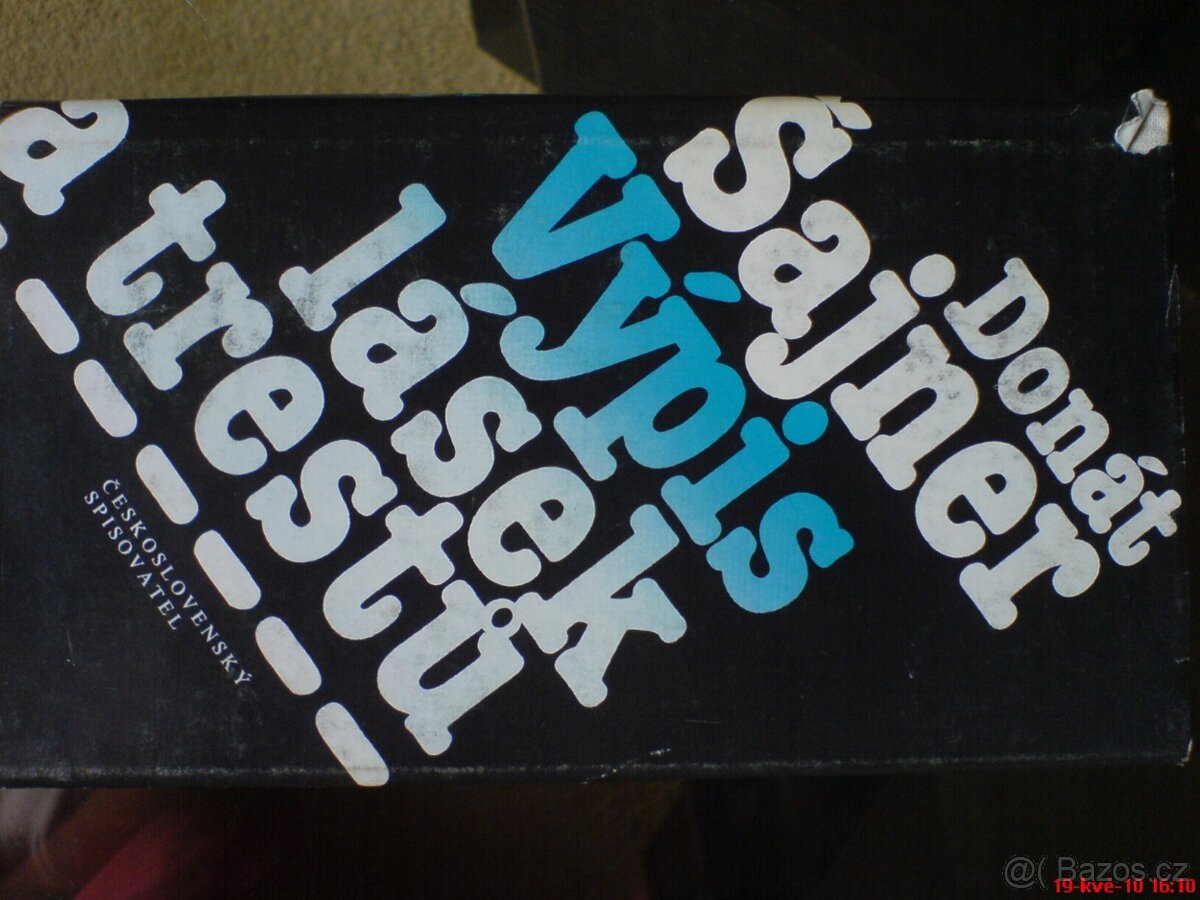 Donát
Šajner
Výpis
lásek
a trestů
ČESKOSLOVENSKÝ
SPISOVATEL
@( Bazos.cz
19-kvě-10 16:10